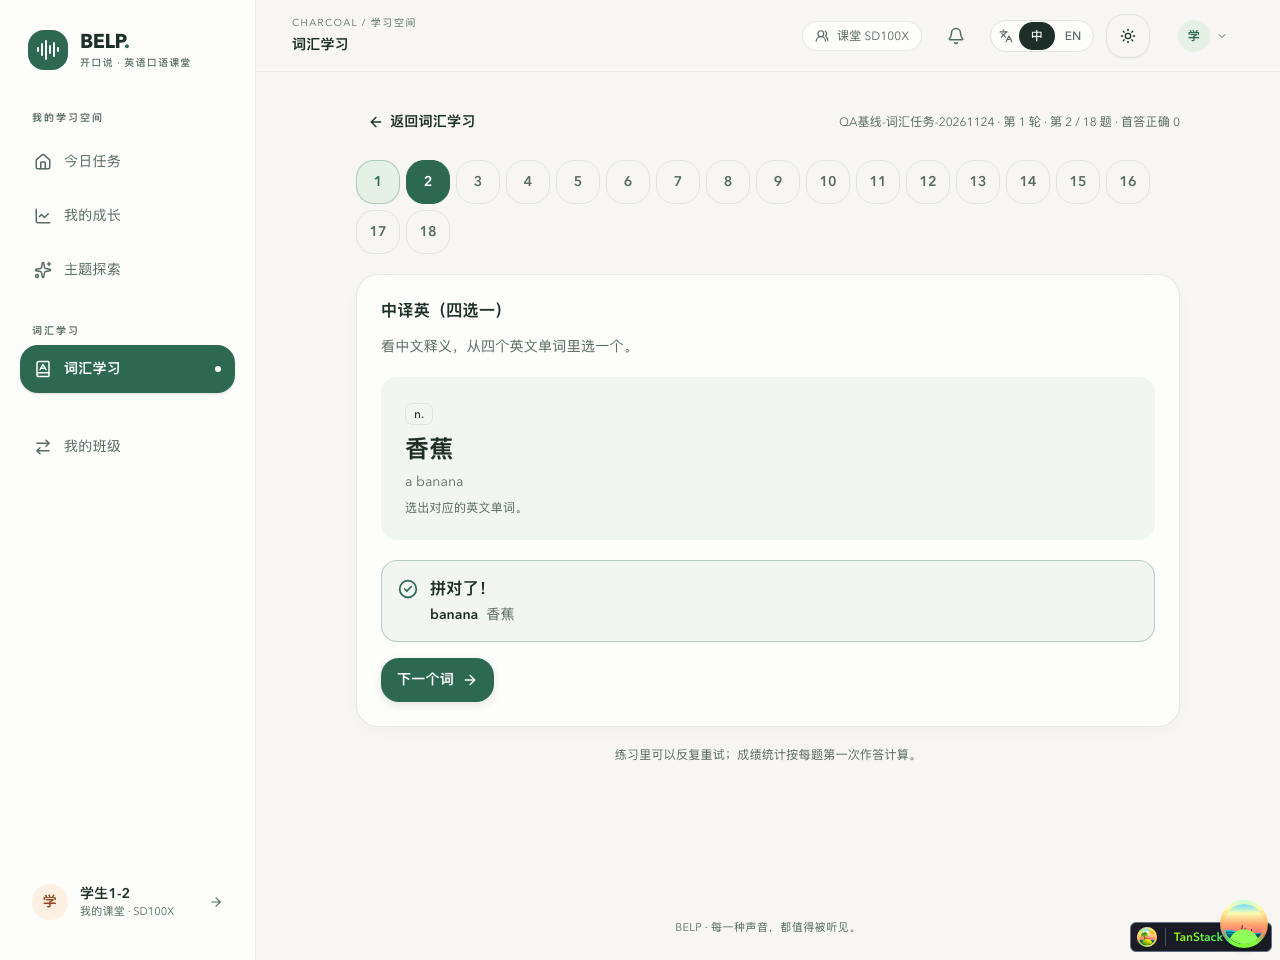 BELP.
开口说 · 英语口语课堂
我的学习空间
今日任务
我的成长
主题探索
词汇学习
词汇学习
我的班级
学
学生1-2
我的课堂 · SD100X
CHARCOAL / 学习空间
词汇学习
课堂 SD100X
中
EN
学
返回词汇学习
QA基线-词汇任务-20261124 · 第 1 轮 · 第 2 / 18 题 · 首答正确 0
1 2 3 4 5 6 7 8 9 10 11 12 13 14 15 16
17 18
中译英（四选一）
看中文释义，从四个英文单词里选一个。
n.
香蕉
a banana
选出对应的英文单词。
拼对了！
banana 香蕉
下一个词
练习里可以反复重试；成绩统计按每题第一次作答计算。
BELP · 每一种声音，都值得被听见。
TanStack